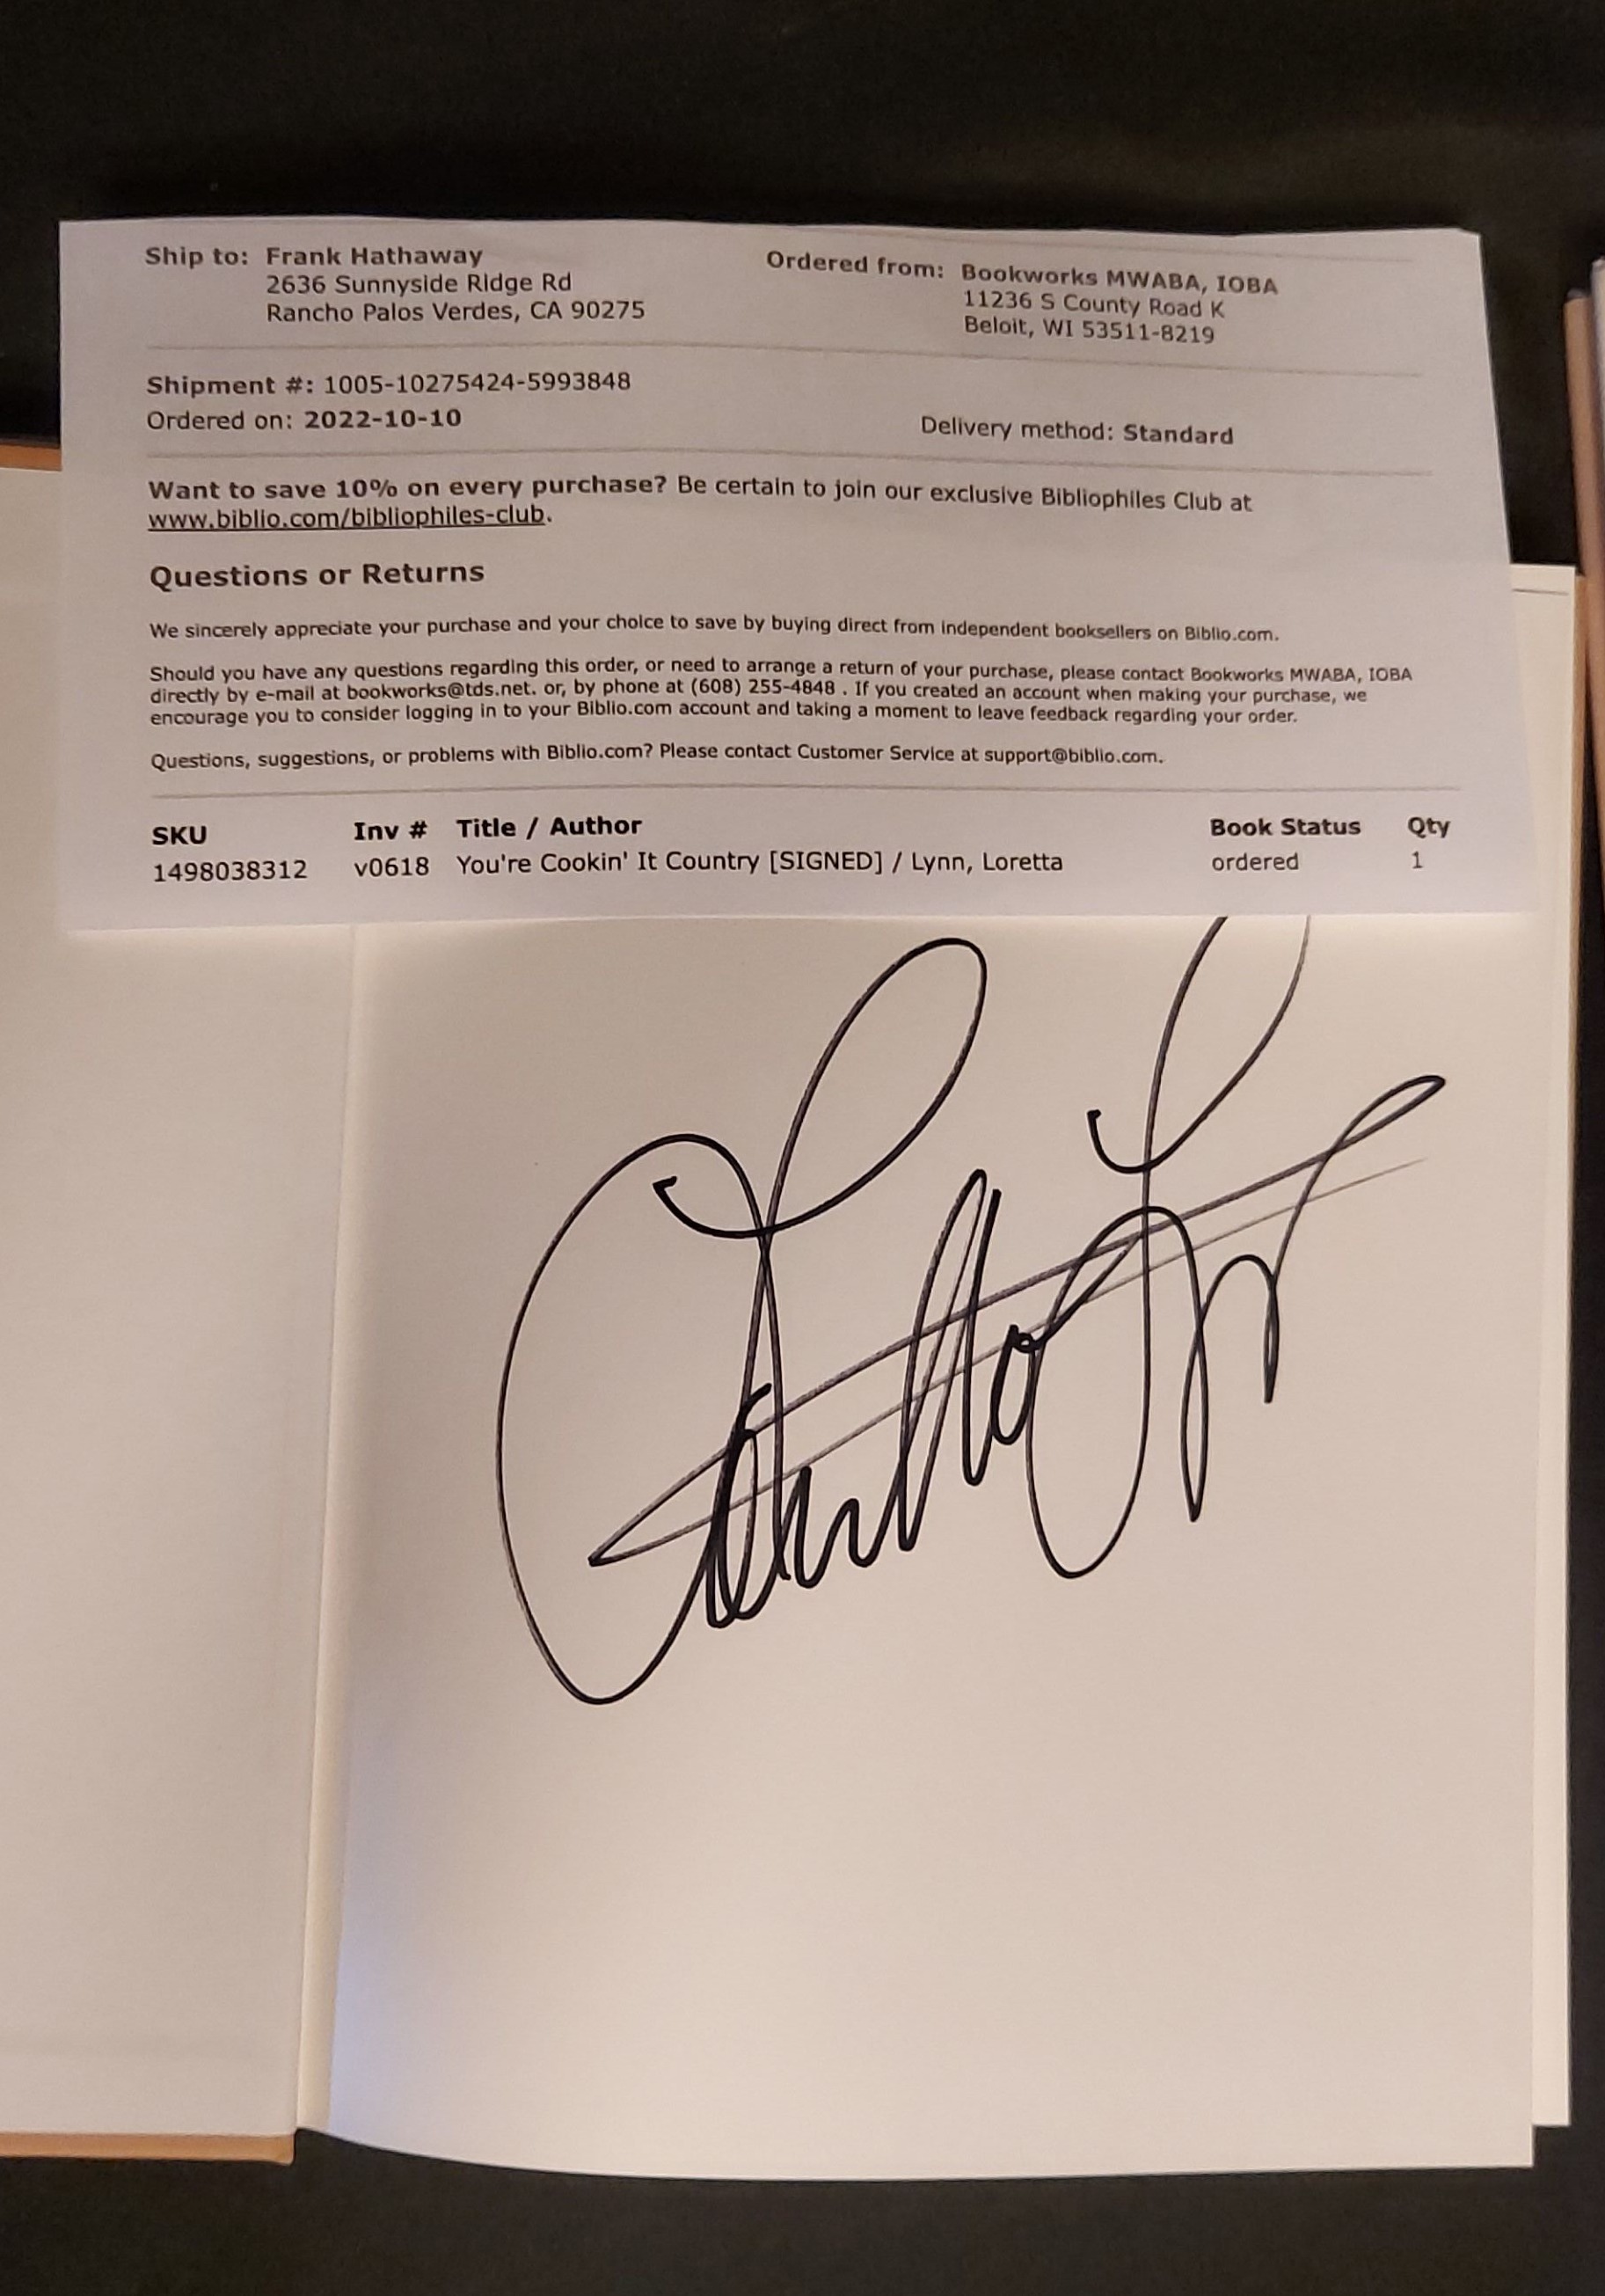 Ship to: Frank Hathaway
2636 Sunnyside Ridge Rd
Rancho Palos Verdes, CA 90275
Ordered from: Bookworks MWABA, IOBA
11236 S County Road K
Beloit, WI 53511-8219
Shipment #: 1005-10275424-5993848
Ordered on: 2022-10-10
Delivery method: Standard
Want to save 10% on every purchase? Be certain to join our exclusive Bibliophiles Club at
www.biblio.com/bibliophiles-club.
Questions or Returns
We sincerely appreciate your purchase and your choice to save by buying direct from independent booksellers on Biblio.com.
Should you have any questions regarding this order, or need to arrange a return of your purchase, please contact Bookworks MWABA, IOBA
directly by e-mail at bookworks@tds.net. or, by phone at (608) 255-4848 . If you created an account when making your purchase, we
encourage you to consider logging in to your Biblio.com account and taking a moment to leave feedback regarding your order.
Questions, suggestions, or problems with Biblio.com? Please contact Customer Service at support@biblio.com.
SKU Inv # Title / Author Book Status Qty
1498038312 v0618 You're Cookin' It Country [SIGNED] / Lynn, Loretta ordered 1
Loretta Lynn